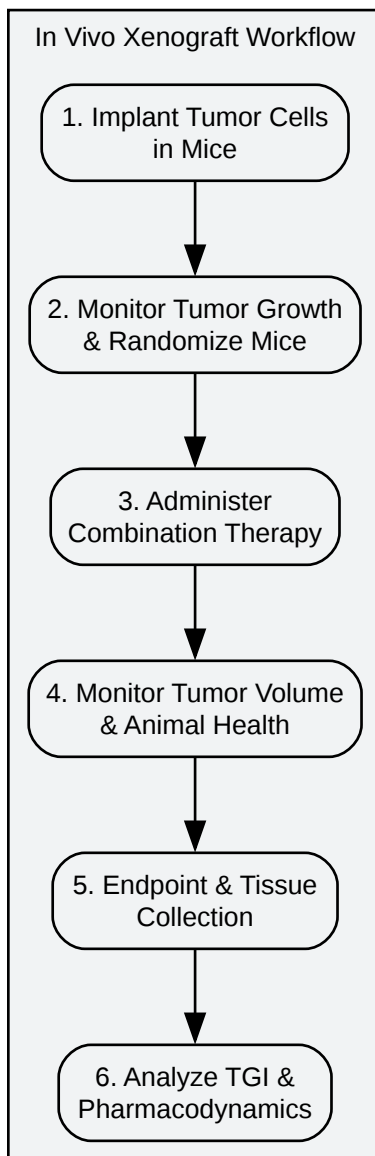 In Vivo Xenograft Workflow
1. Implant Tumor Cells
in Mice
2. Monitor Tumor Growth
& Randomize Mice
3. Administer
Combination Therapy
4. Monitor Tumor Volume
& Animal Health
5. Endpoint & Tissue
Collection
6. Analyze TGI &
Pharmacodynamics